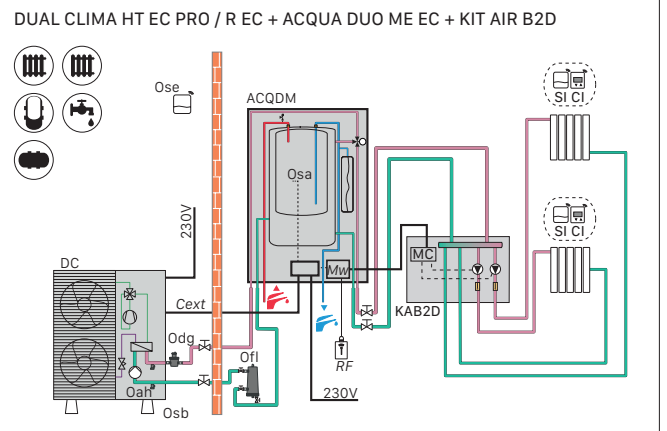 DUAL CLIMA HT EC PRO / R EC + ACQUA DUO ME EC + KIT AIR B2D
Ose
ACQDM
SI CI
Osa
230V
SI CI
DC
MC
Mw
Cext
KAB2D
Odg
Ofl
RF
Oah
230V
Osb